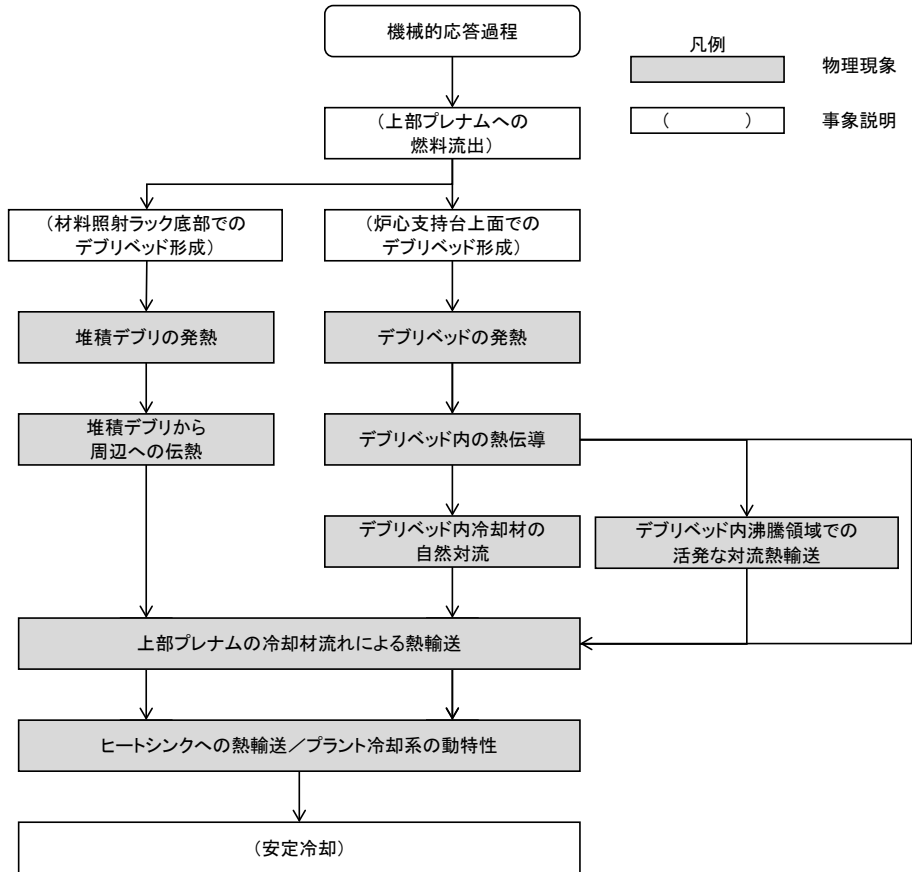 機械的応答過程
凡例
物理現象
（上部プレナムへの
燃料流出）
（　　　　　）
事象説明
（材料照射ラック底部での
デブリベッド形成）
（炉心支持台上面での
デブリベッド形成）
堆積デブリの発熱
デブリベッドの発熱
堆積デブリから
周辺への伝熱
デブリベッド内の熱伝導
デブリベッド内冷却材の
自然対流
デブリベッド内沸騰領域での
活発な対流熱輸送
上部プレナムの冷却材流れによる熱輸送
ヒートシンクへの熱輸送／プラント冷却系の動特性
（安定冷却）